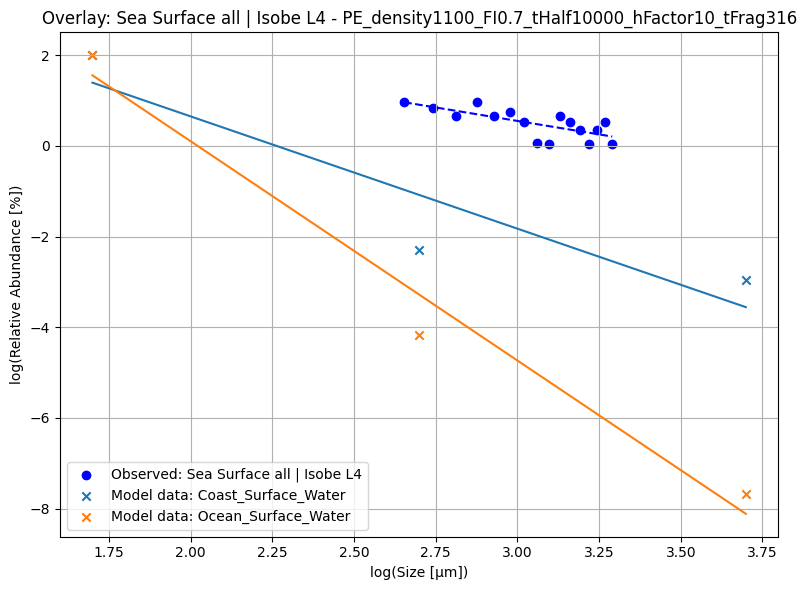 Overlay: Sea Surface all | Isobe L4 - PE_density1100_FI0.7_tHalf10000_hFactor10_tFrag316
log(Relative Abundance [%])
2
0
−2
−4
−6
−8
Observed: Sea Surface all | Isobe L4
Model data: Coast_Surface_Water
Model data: Ocean_Surface_Water
1.75 2.00 2.25 2.50 2.75 3.00 3.25 3.50 3.75
log(Size [μm])